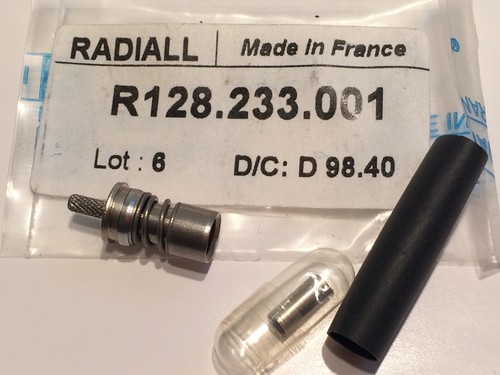 RADIALL Made in France
R128.233.001
Lot : 6 D/C: D 98.40